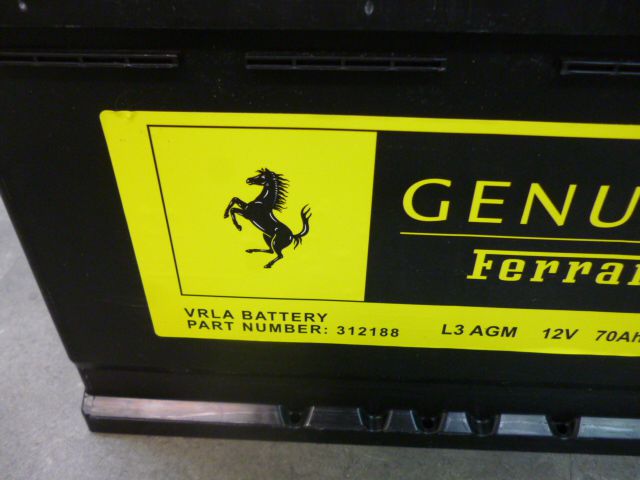 GENU
Ferrar
VRLA BATTERY
PART NUMBER: 312188 L3 AGM 12V 70Ah